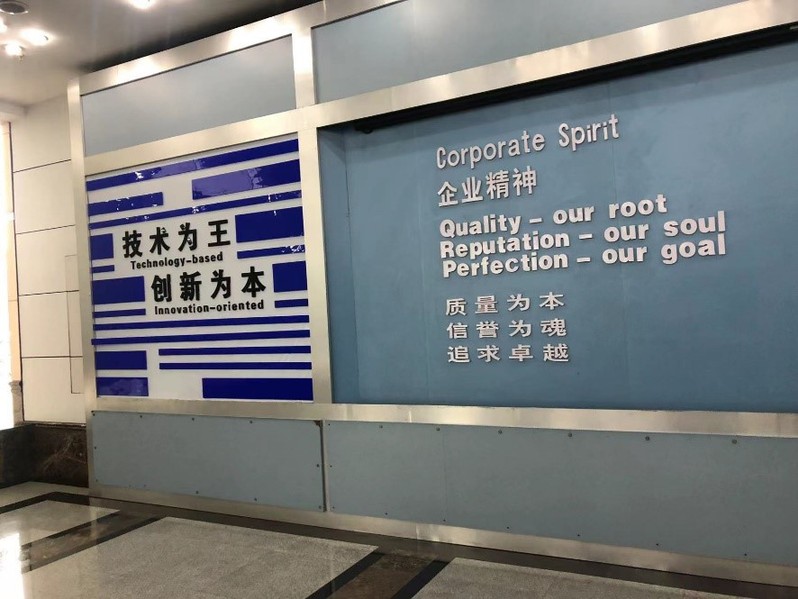 技术为王
Technology-based
创新为本
Innovation-oriented
Corporate Spirit
企业精神
Quality - our root
Reputation - our soul
Perfection - our goal
质量为本
信誉为魂
追求卓越